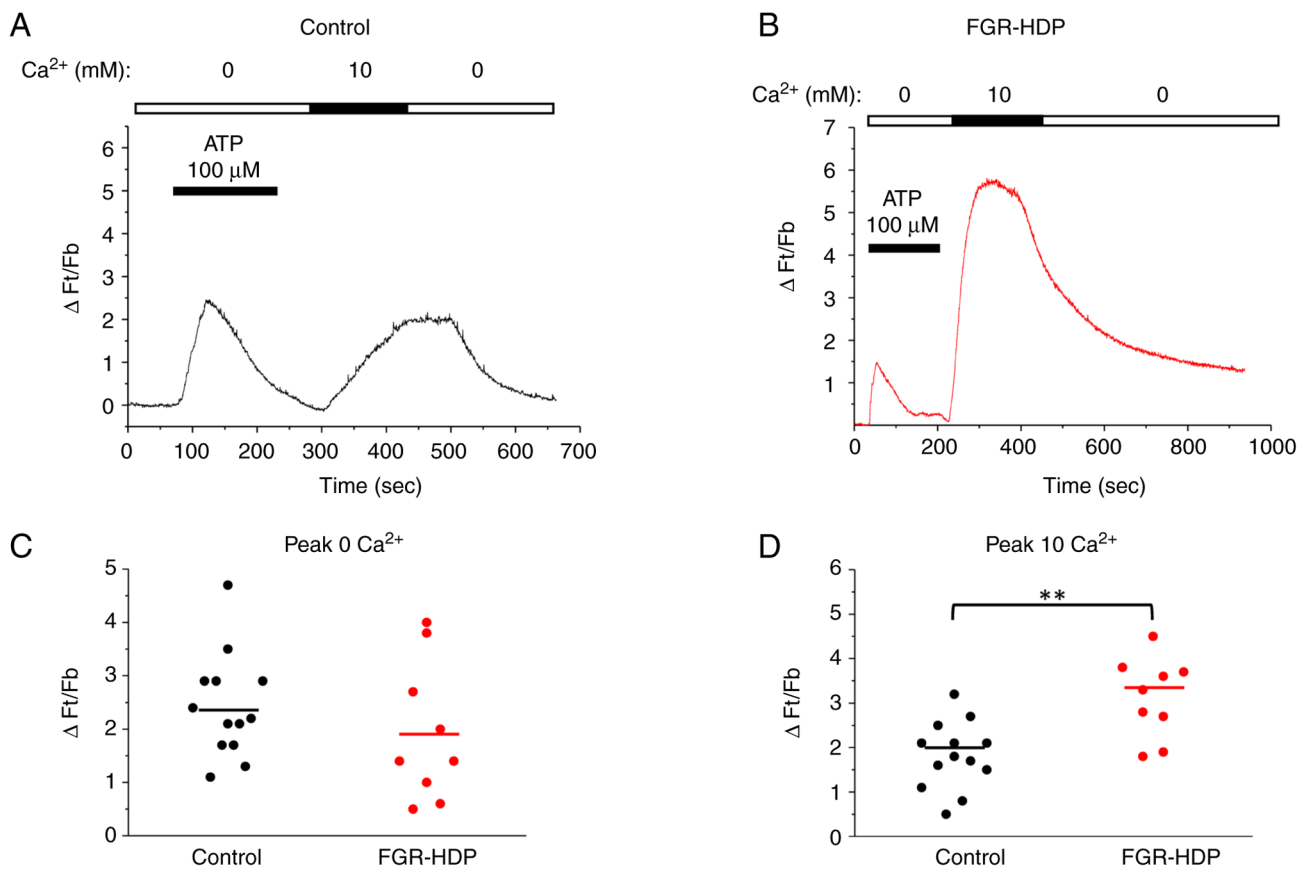 A
Control
Ca²⁺ (mM):
0
10
0
ATP
100 μM
Δ Ft/Fb
6
5
4
3
2
1
0
0
100
200
300
400
500
600
700
Time (sec)
B
FGR-HDP
Ca²⁺ (mM):
0
10
0
ATP
100 μM
Δ Ft/Fb
7
6
5
4
3
2
1
0
200
400
600
800
1000
Time (sec)
C
Peak 0 Ca²⁺
Δ Ft/Fb
5
4
3
2
1
0
Control
FGR-HDP
D
Peak 10 Ca²⁺
**
Δ Ft/Fb
6
5
4
3
2
1
0
Control
FGR-HDP